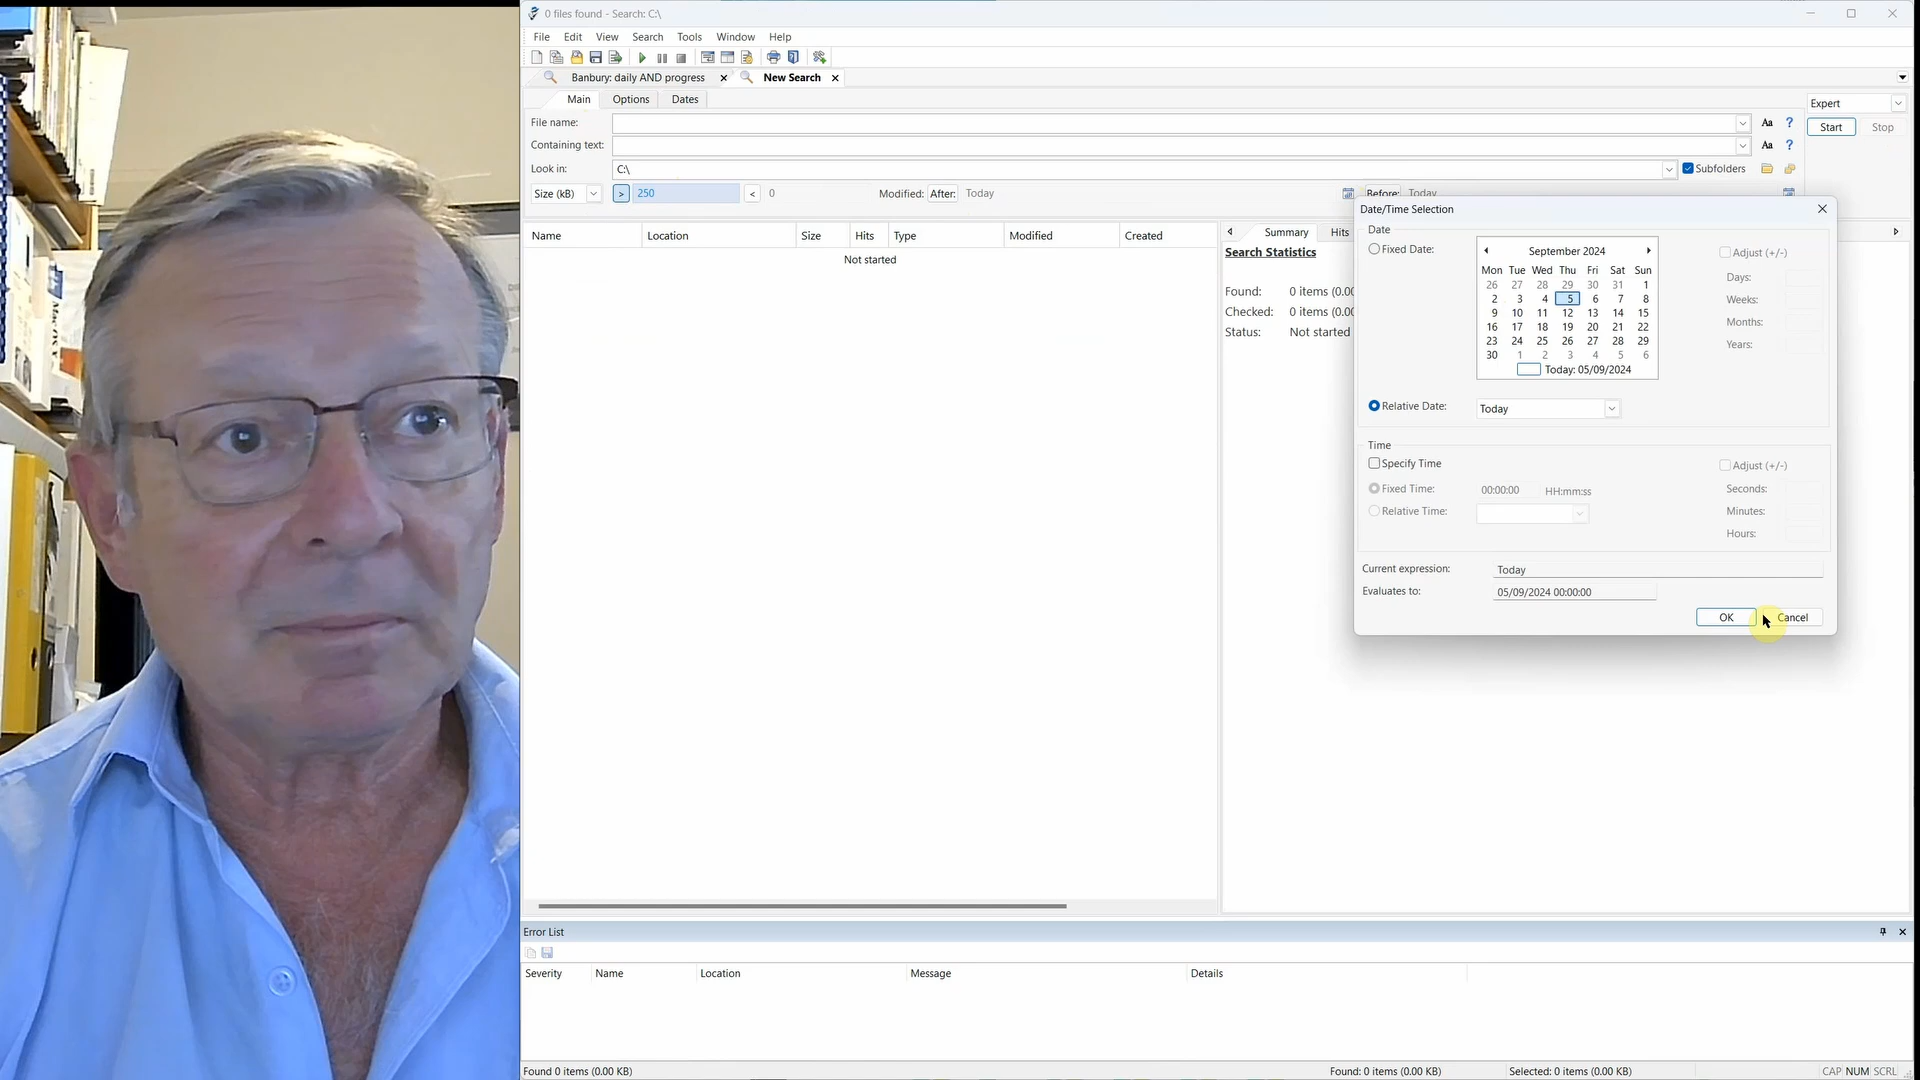 0 files found - Search: C:\
File Edit View Search Tools Window Help
Banbury: daily AND progress New Search
Main Options Dates
Expert
Start Stop
File name:
Aa ?
Containing text:
Aa ?
Look in: C:\
Subfolders
Size (kB) > 250 < 0 Modified: After: Today Before: Today
Name Location Size Hits Type Modified Created
Not started
Summary Hits
Search Statistics
Found: 0 items (0.00
Checked: 0 items (0.00
Status: Not started
Date/Time Selection
Date
Fixed Date:
September 2024
Mon Tue Wed Thu Fri Sat Sun
26 27 28 29 30 31 1
2 3 4 5 6 7 8
9 10 11 12 13 14 15
16 17 18 19 20 21 22
23 24 25 26 27 28 29
30 1 2 3 4 5 6
Today: 05/09/2024
Adjust (+/-)
Days:
Weeks:
Months:
Years:
Relative Date: Today
Time
Specify Time
Fixed Time: 00:00:00 HH:mm:ss
Relative Time:
Adjust (+/-)
Seconds:
Minutes:
Hours:
Current expression: Today
Evaluates to: 05/09/2024 00:00:00
OK Cancel
Error List
Severity Name Location Message Details
Found 0 items (0.00 KB)
Found: 0 items (0.00 KB)
Selected: 0 items (0.00 KB)
CAP NUM SCRL